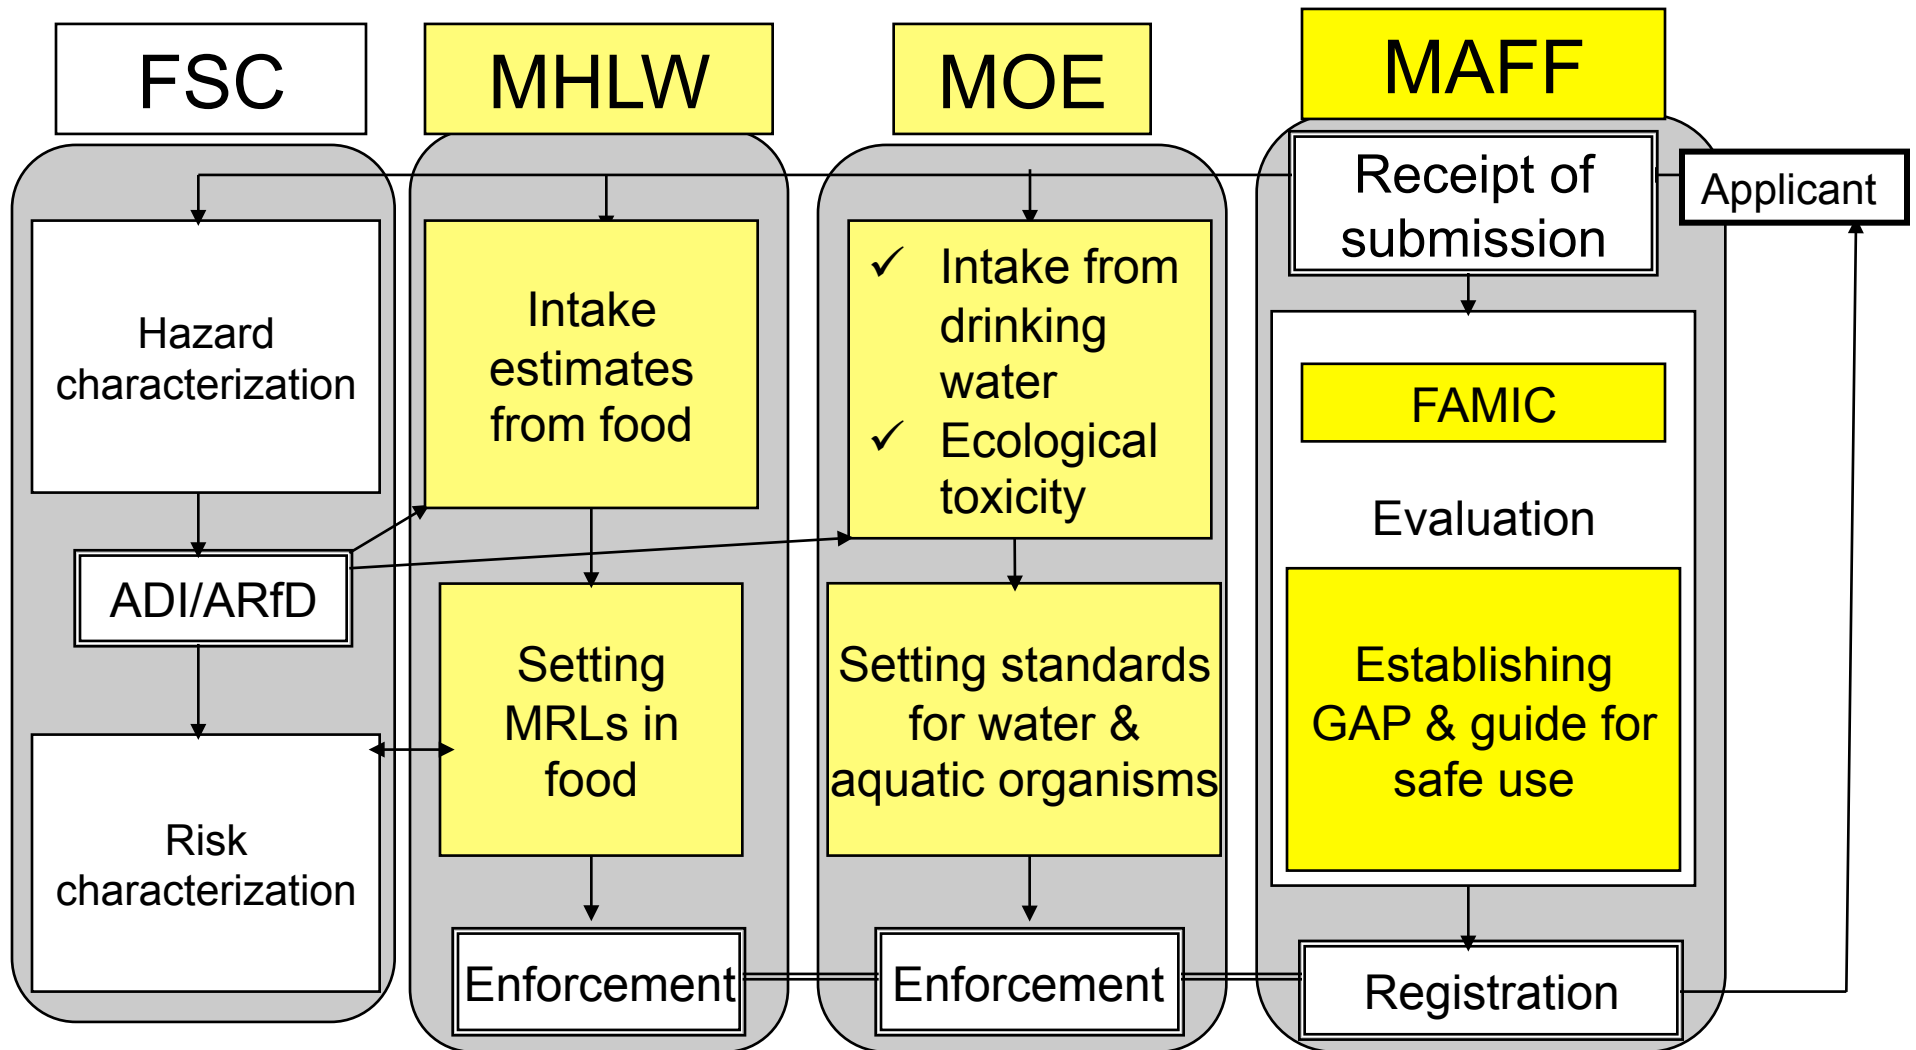 FSC
MHLW
MOE
MAFF
Receipt of
submission
Applicant
Hazard
characterization
Intake
estimates
from food
✓ Intake from
drinking
water
✓ Ecological
toxicity
FAMIC
Evaluation
ADI/ARfD
Setting
MRLs in
food
Setting standards
for water &
aquatic organisms
Establishing
GAP & guide for
safe use
Risk
characterization
Enforcement
Enforcement
Registration